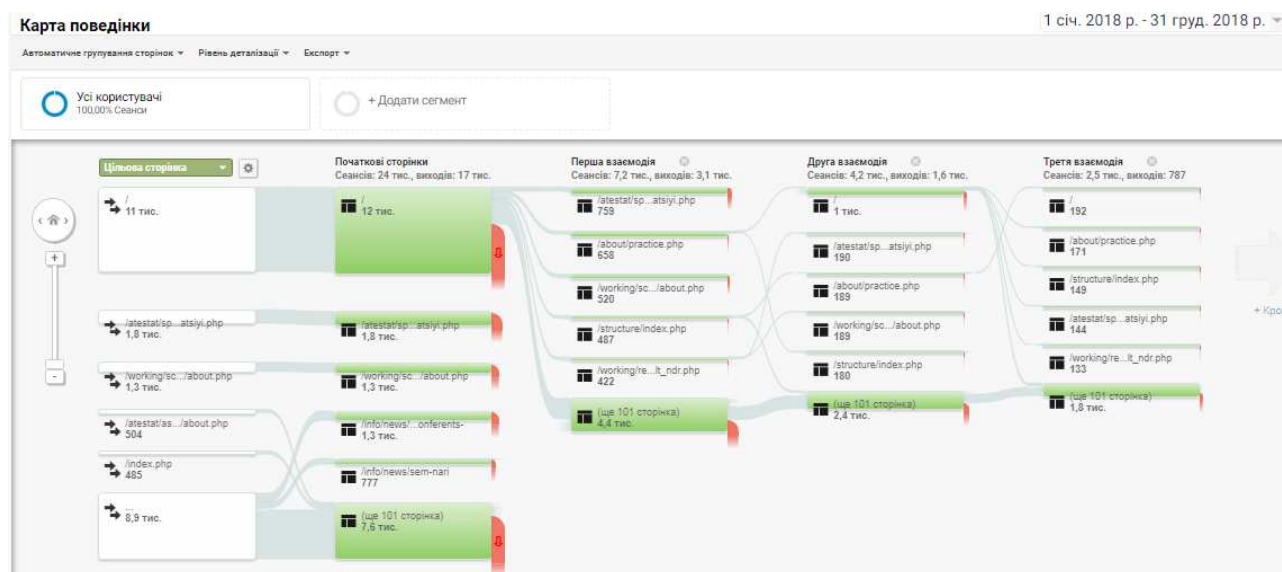 Карта поведінки
1 січ. 2018 р. - 31 груд. 2018 р.
Автоматичне групування сторінок
Рівень деталізації
Експорт
Усі користувачі
100,00% Сеанси
+ Додати сегмент
Цільова сторінка
/
11 тис.
/atestat/sp...atsiyi.php
1,8 тис.
/working/sc.../about.php
1,3 тис.
/atestat/as.../about.php
504
/index.php
485
...
8,9 тис.
Початкові сторінки
Сеансів: 24 тис., виходів: 17 тис.
/
12 тис.
/atestat/sp...atsiyi.php
1,8 тис.
/working/sc.../about.php
1,3 тис.
/info/news/...onferents-
1,3 тис.
/info/news/sem-nari
777
(ще 101 сторінка)
7,6 тис.
Перша взаємодія
Сеансів: 7,2 тис., виходів: 3,1 тис.
/atestat/sp...atsiyi.php
759
/about/practice.php
658
/working/sc.../about.php
520
/structure/index.php
487
/working/re...lt_ndr.php
422
(ще 101 сторінка)
4,4 тис.
Друга взаємодія
Сеансів: 4,2 тис., виходів: 1,6 тис.
/
1 тис.
/atestat/sp...atsiyi.php
190
/about/practice.php
189
/working/sc.../about.php
189
/structure/index.php
180
(ще 101 сторінка)
2,4 тис.
Третя взаємодія
Сеансів: 2,5 тис., виходів: 787
/
192
/about/practice.php
171
/structure/index.php
149
/atestat/sp...atsiyi.php
144
/working/re...lt_ndr.php
133
(ще 101 сторінка)
1,8 тис.
+ Кро